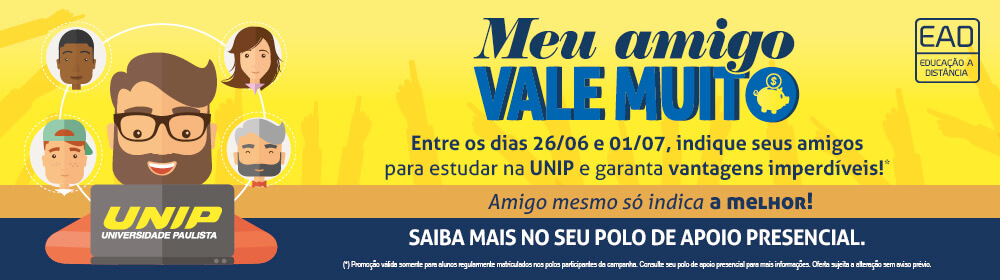 Meu amigo
VALE MUITO
EAD
EDUCAÇÃO A
DISTÂNCIA
Entre os dias 26/06 e 01/07, indique seus amigos
para estudar na UNIP e garanta vantagens imperdíveis!*
Amigo mesmo só indica a MELHOR!
UNIP
UNIVERSIDADE PAULISTA
SAIBA MAIS NO SEU POLO DE APOIO PRESENCIAL.
(*) Promoção válida somente para alunos regularmente matriculados nos polos participantes da campanha. Consulte seu polo de apoio presencial para mais informações. Oferta sujeita a alteração sem aviso prévio.